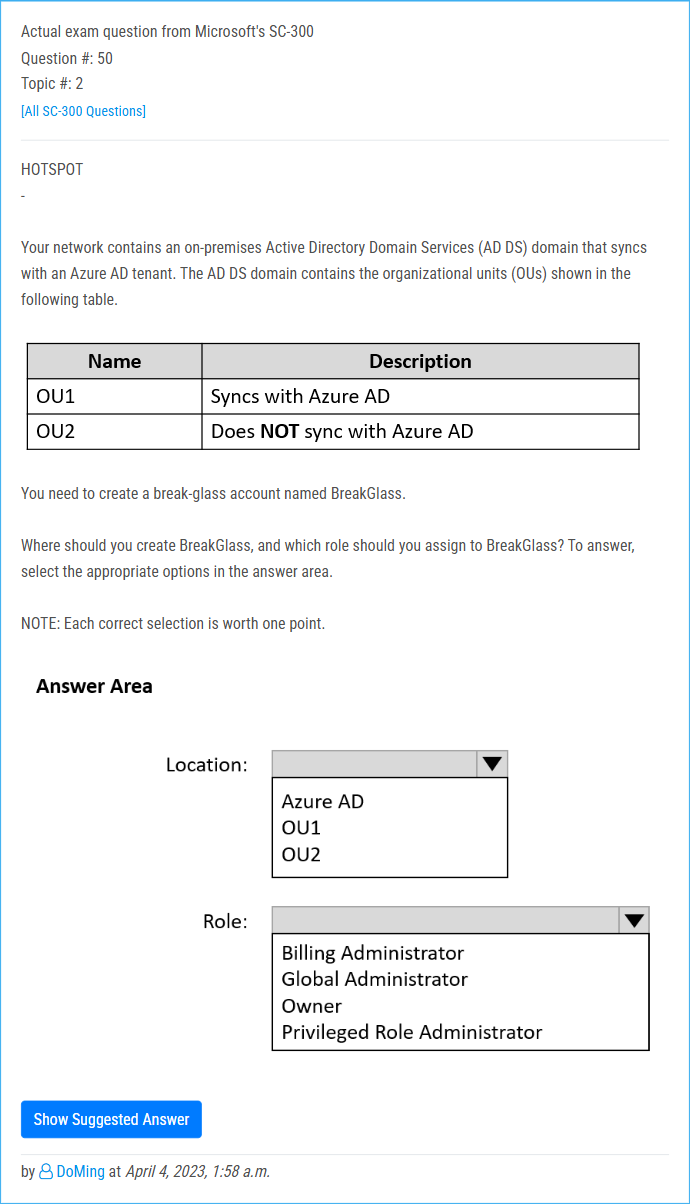 Actual exam question from Microsoft's SC-300
Question #: 50
Topic #: 2
[All SC-300 Questions]
HOTSPOT
-
Your network contains an on-premises Active Directory Domain Services (AD DS) domain that syncs
with an Azure AD tenant. The AD DS domain contains the organizational units (OUs) shown in the
following table.
Name Description
OU1 Syncs with Azure AD
OU2 Does NOT sync with Azure AD
You need to create a break-glass account named BreakGlass.
Where should you create BreakGlass, and which role should you assign to BreakGlass? To answer,
select the appropriate options in the answer area.
NOTE: Each correct selection is worth one point.
Answer Area
Location:
Azure AD
OU1
OU2
Role:
Billing Administrator
Global Administrator
Owner
Privileged Role Administrator
Show Suggested Answer
by DoMing at April 4, 2023, 1:58 a.m.